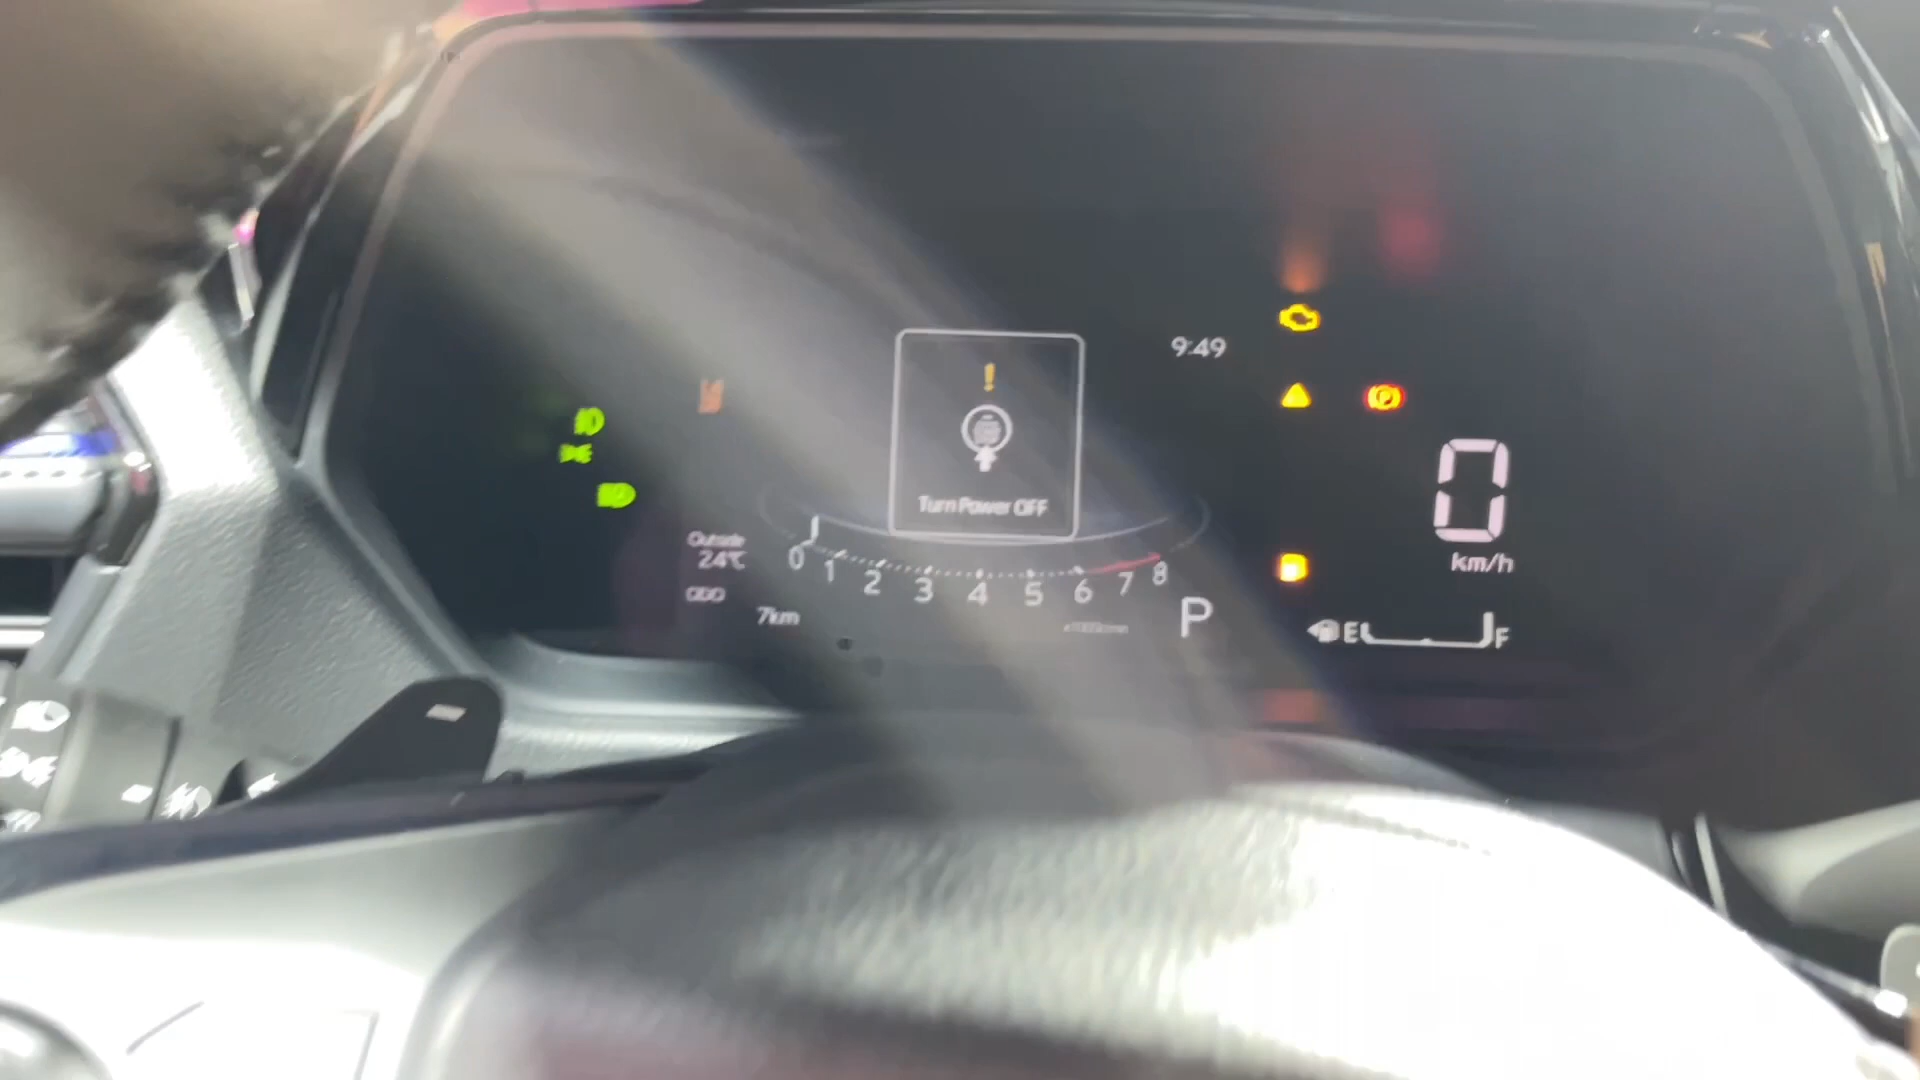 9:49
Turn Power OFF
Outside
24℃
ODO
7km
0 1 2 3 4 5 6 7 8
P
0
km/h
E F